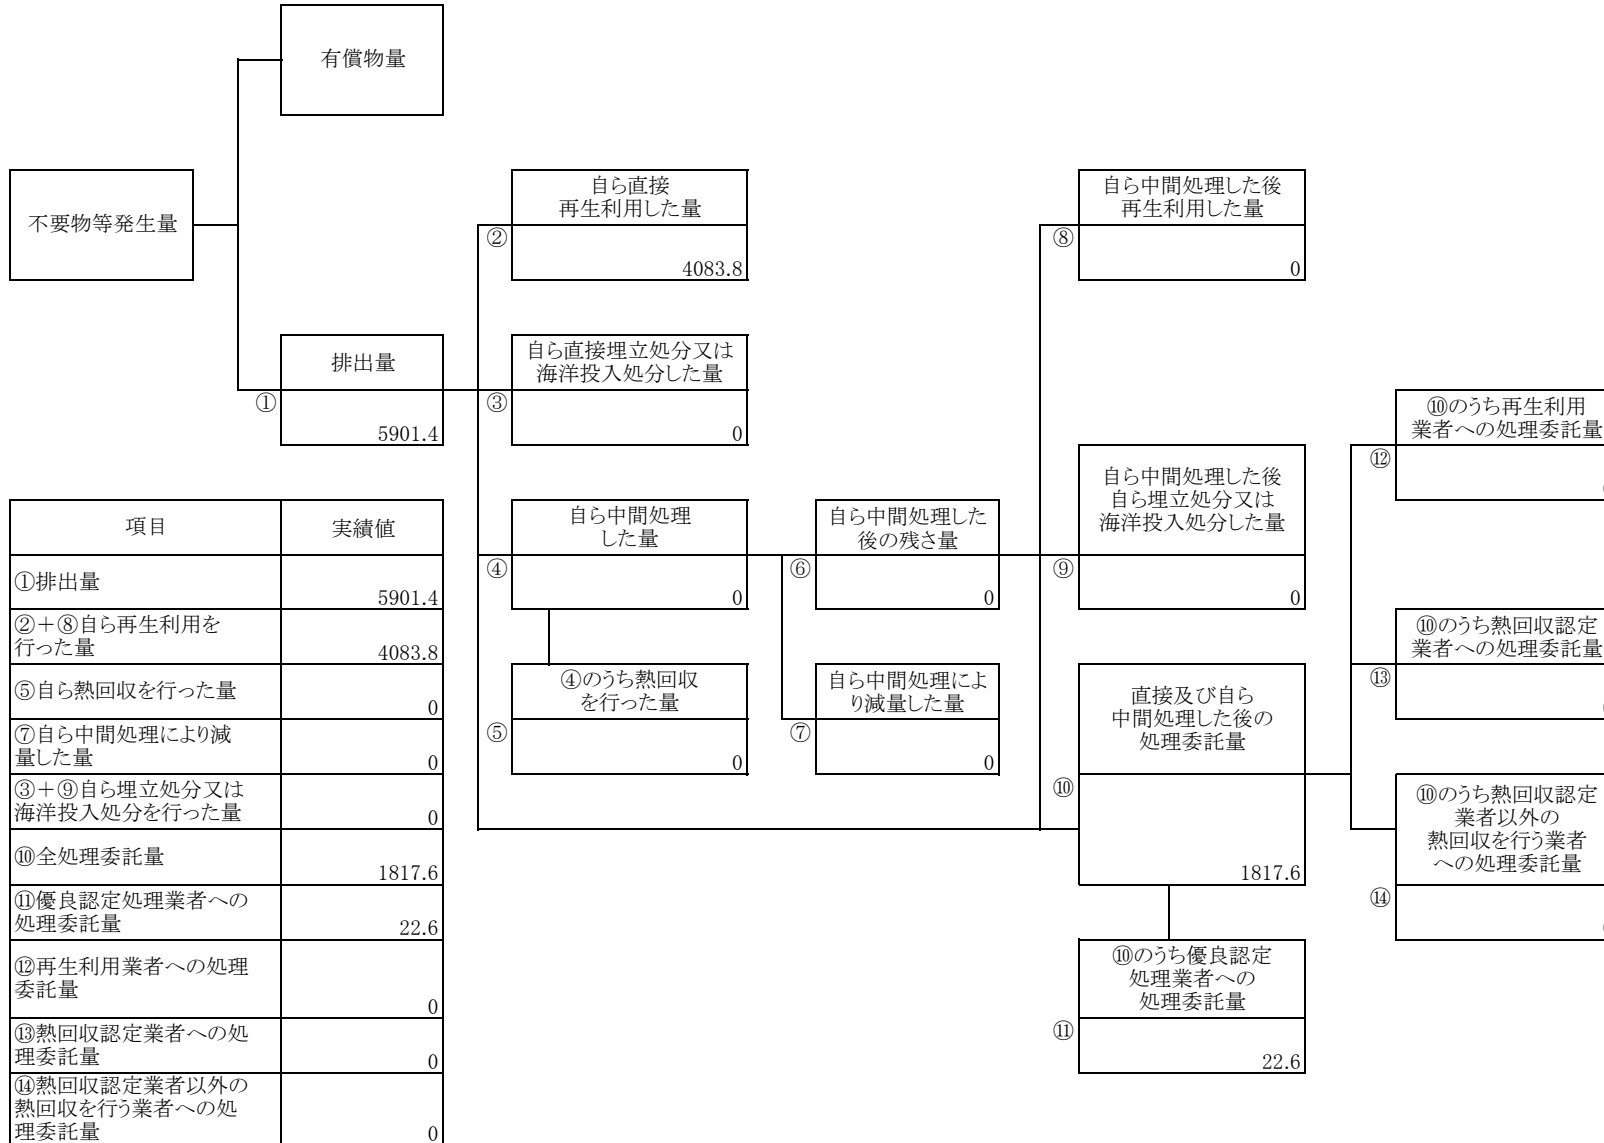 有償物量
不要物等発生量
自ら直接
再生利用した量
②
4083.8
自ら中間処理した後
再生利用した量
⑧
0
排出量
①
5901.4
自ら直接埋立処分又は
海洋投入処分した量
③
0
⑩のうち再生利用
業者への処理委託量
⑫
自ら中間処理した後
自ら埋立処分又は
海洋投入処分した量
⑨
0
自ら中間処理
した量
④
0
自ら中間処理した
後の残さ量
⑥
0
④のうち熱回収
を行った量
⑤
0
自ら中間処理によ
り減量した量
⑦
0
直接及び自ら
中間処理した後の
処理委託量
⑩
1817.6
⑩のうち熱回収認定
業者への処理委託量
⑬
⑩のうち熱回収認定
業者以外の
熱回収を行う業者
への処理委託量
⑭
⑩のうち優良認定
処理業者への
処理委託量
⑪
22.6
項目 実績値
①排出量
5901.4
②＋⑧自ら再生利用を
行った量
4083.8
⑤自ら熱回収を行った量
0
⑦自ら中間処理により減
量した量
0
③＋⑨自ら埋立処分又は
海洋投入処分を行った量
0
⑩全処理委託量
1817.6
⑪優良認定処理業者への
処理委託量
22.6
⑫再生利用業者への処理
委託量
0
⑬熱回収認定業者への処
理委託量
0
⑭熱回収認定業者以外の
熱回収を行う業者への処
理委託量
0